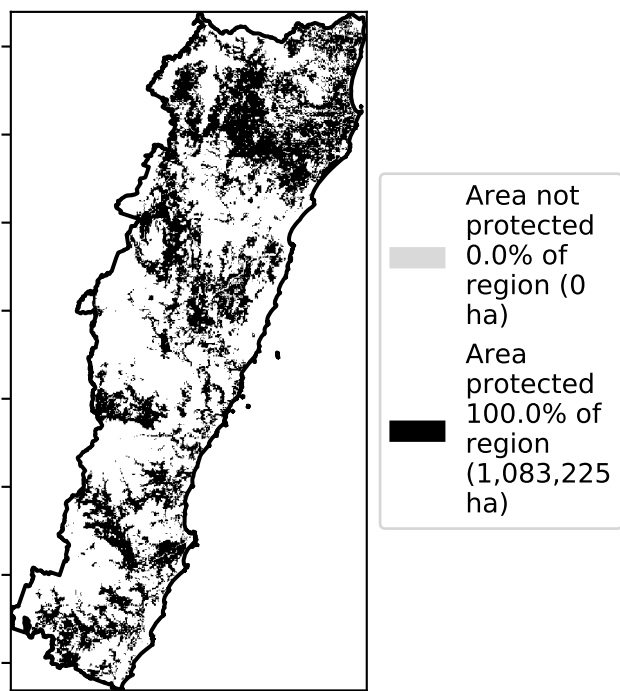 Area not
protected
0.0% of
region (0
ha)
Area
protected
100.0% of
region
(1,083,225
ha)